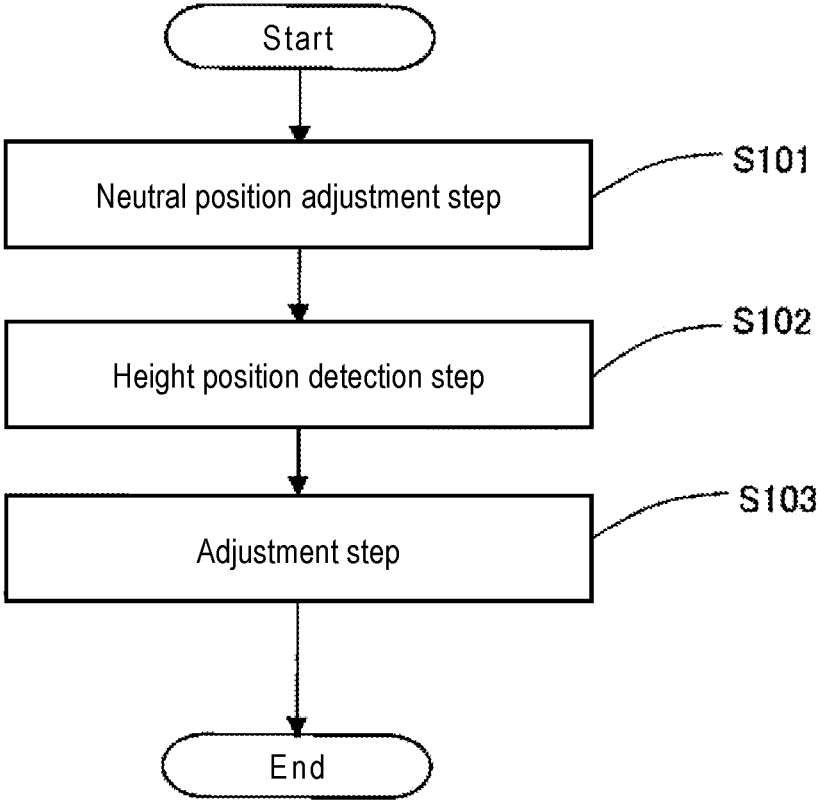 Start
Neutral position adjustment step
S101
Height position detection step
S102
Adjustment step
S103
End